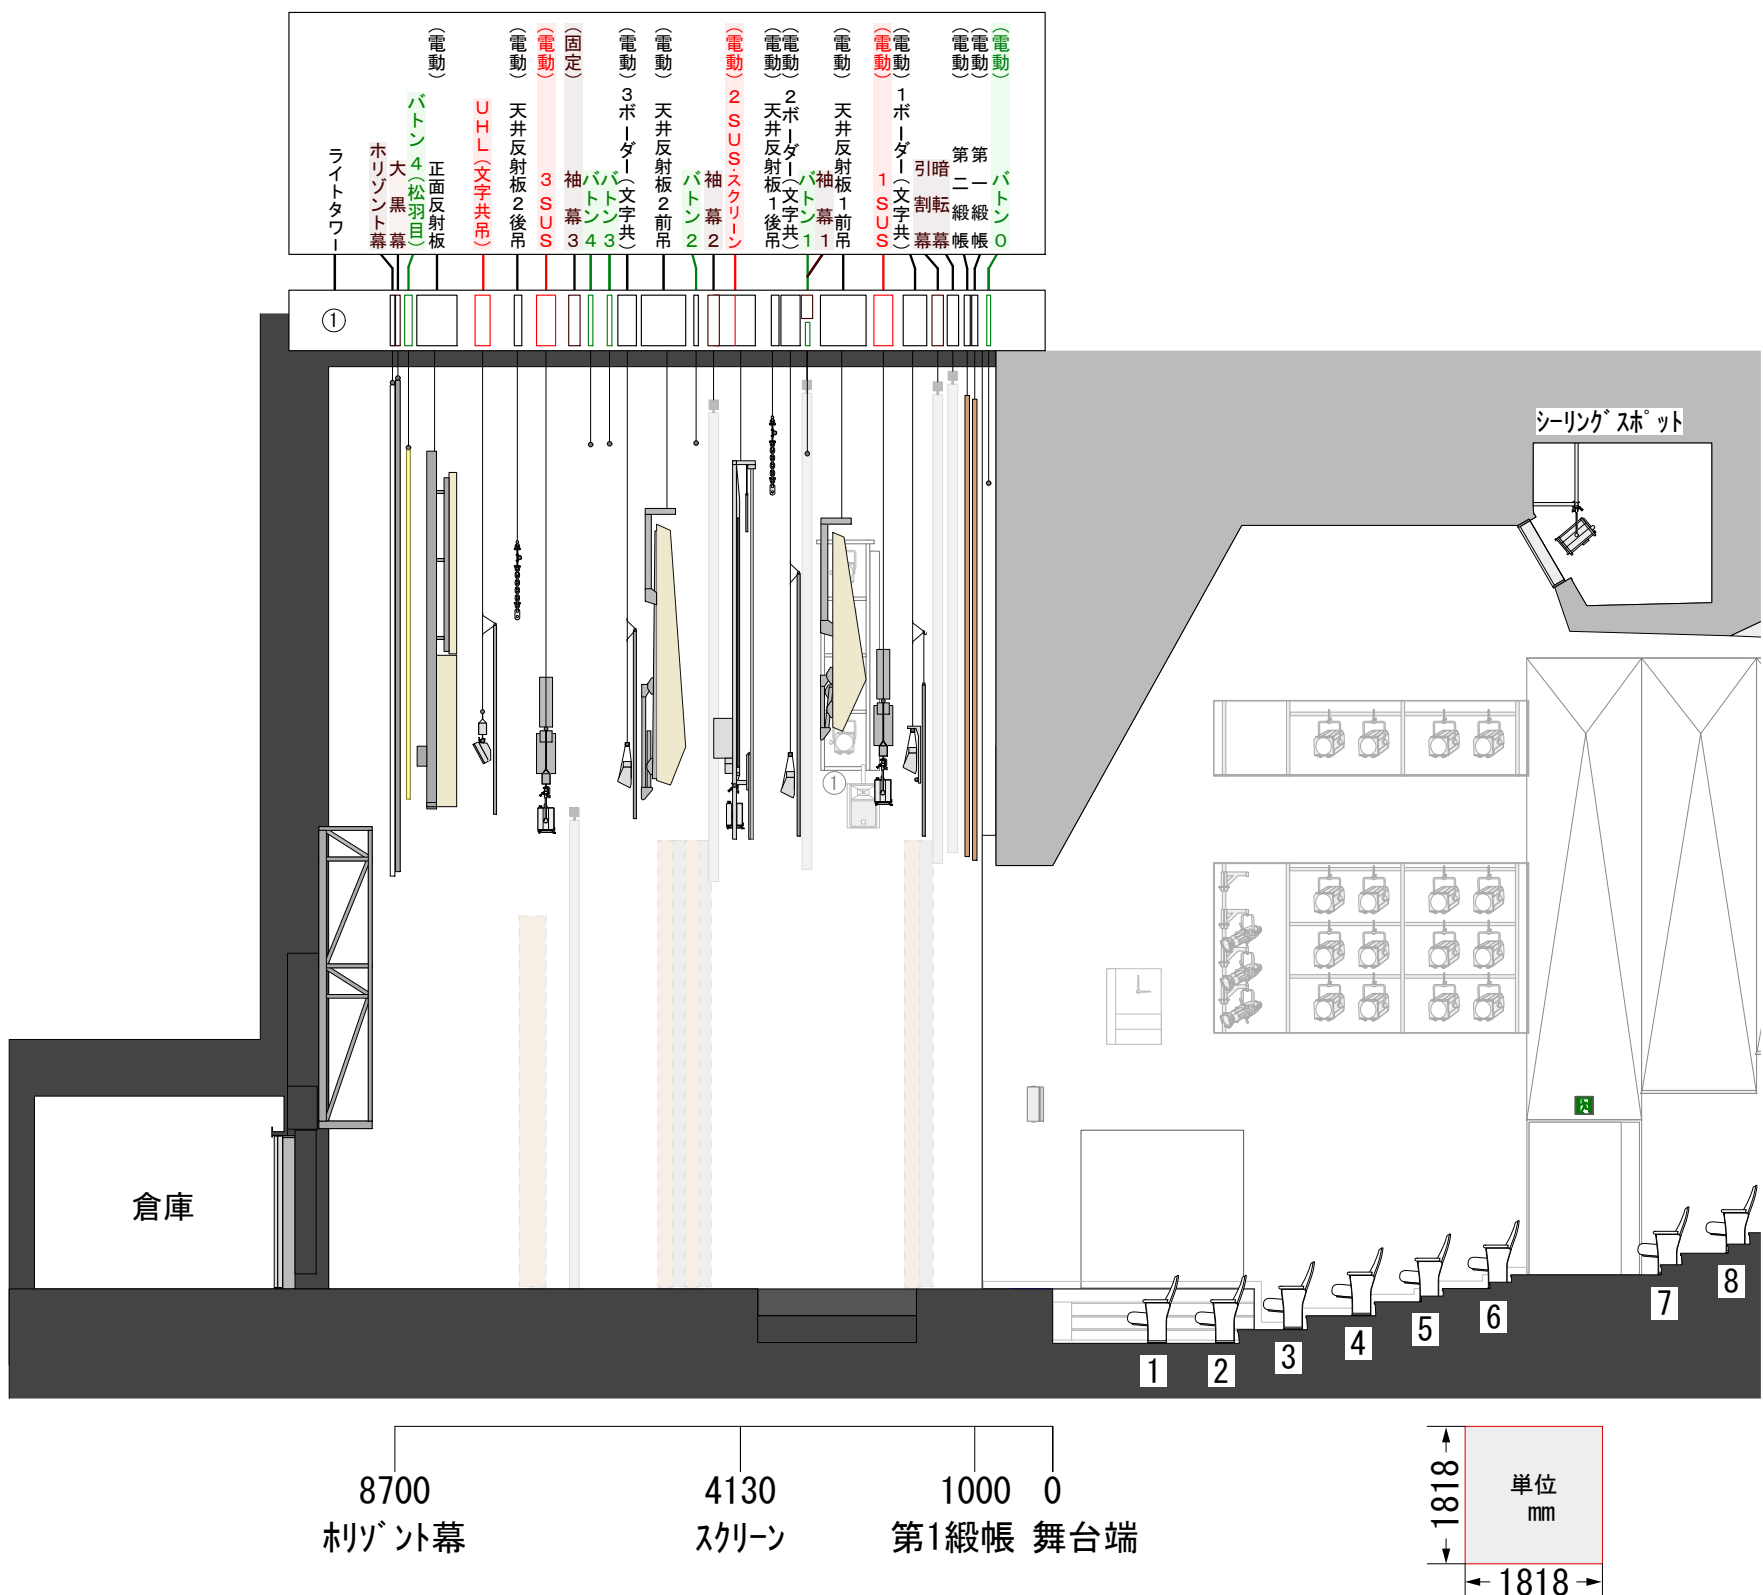 ライトタワー
ホリゾント幕
大黒幕
バトン4(松羽目)
正面反射板 (電動)
UHL(文字共吊)
天井反射板2後吊 (電動)
3SUS (電動)
袖幕3 (固定)
バトン4
バトン3
3ボーダー(文字共) (電動)
天井反射板2前吊 (電動)
バトン2
袖幕2
2SUS·スクリーン (電動)
天井反射板1後吊 (電動)
2ボーダー(文字共) (電動)
バトン1
袖幕1
天井反射板1前吊 (電動)
1SUS (電動)
1ボーダー(文字共) (電動)
引割幕
暗転幕
第二緞帳 (電動)
第一緞帳 (電動)
バトン0 (電動)
①
シーリングスポット
①
倉庫
1
2
3
4
5
6
7
8
8700
ホリゾント幕
4130
スクリーン
1000
第1緞帳
0
舞台端
1818
単位
mm
1818